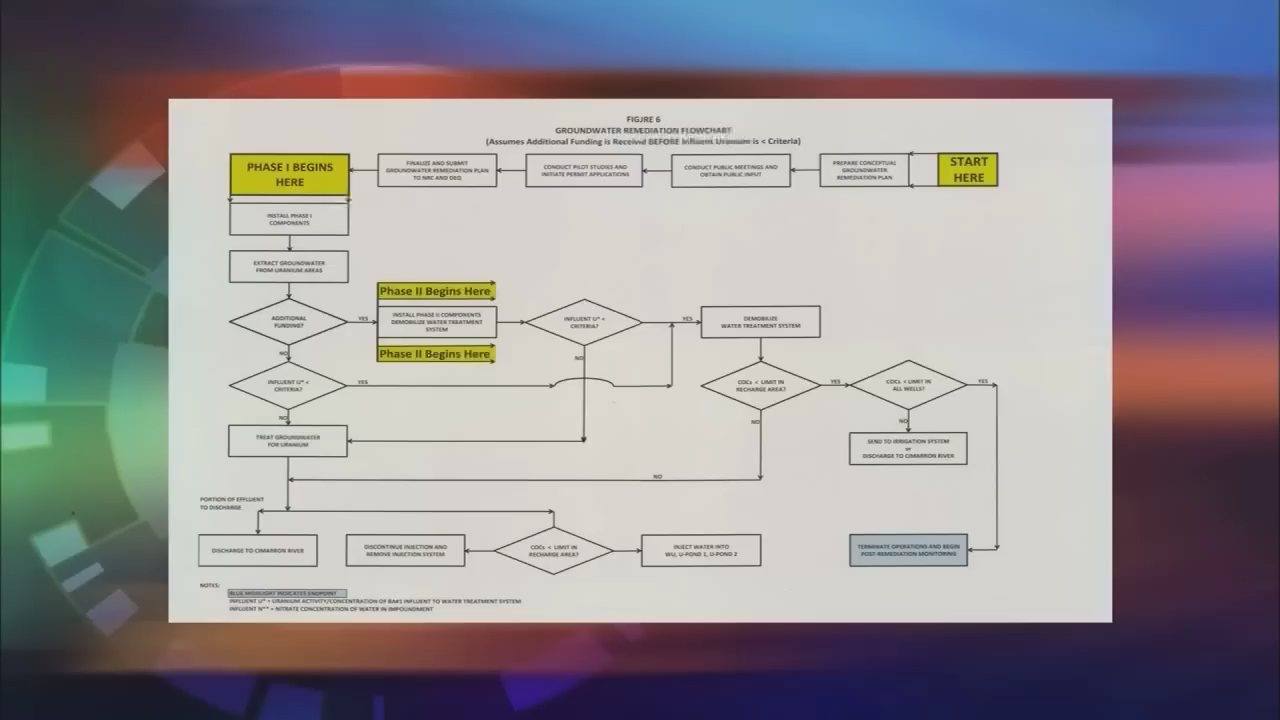 FIGJRE 6
GROUNDWATER REMEDIATION FLOWCHART
(Assumes Additional Funding is Received BEFORE Influent Uranium is < Criteria)
PHASE I BEGINS
HERE
FINALIZE AND SUBMIT
GROUNDWATER REMEDIATION PLAN
TO NRC AND DEQ
CONDUCT PILOT STUDIES AND
INITIATE PERMIT APPLICATIONS
CONDUCT PUBLIC MEETINGS AND
OBTAIN PUBLIC INPUT
PREPARE CONCEPTUAL
GROUNDWATER
REMEDIATION PLAN
START
HERE
INSTALL PHASE I
COMPONENTS
EXTRACT GROUNDWATER
FROM URANIUM AREAS
ADDITIONAL
FUNDING?
YES
NO
Phase II Begins Here
INSTALL PHASE II COMPONENTS
DEMOBILIZE WATER TREATMENT
SYSTEM
Phase II Begins Here
INFLUENT U* <
CRITERIA?
YES
NO
DEMOBILIZE
WATER TREATMENT SYSTEM
INFLUENT U* <
CRITERIA?
YES
NO
COCs < LIMIT IN
RECHARGE AREA?
YES
NO
COCs < LIMIT IN
ALL WELLS?
YES
NO
TREAT GROUNDWATER
FOR URANIUM
SEND TO IRRIGATION SYSTEM
or
DISCHARGE TO CIMARRON RIVER
NO
PORTION OF EFFLUENT
TO DISCHARGE
DISCHARGE TO CIMARRON RIVER
DISCONTINUE INJECTION AND
REMOVE INJECTION SYSTEM
COCs < LIMIT IN
RECHARGE AREA?
INJECT WATER INTO
WU, U-POND 1, U-POND 2
TERMINATE OPERATIONS AND BEGIN
POST-REMEDIATION MONITORING
NOTES:
BLUE HIGHLIGHT INDICATES ENDPOINT
INFLUENT U* = URANIUM ACTIVITY/CONCENTRATION OF BAM1 INFLUENT TO WATER TREATMENT SYSTEM
INFLUENT N** = NITRATE CONCENTRATION OF WATER IN IMPOUNDMENT